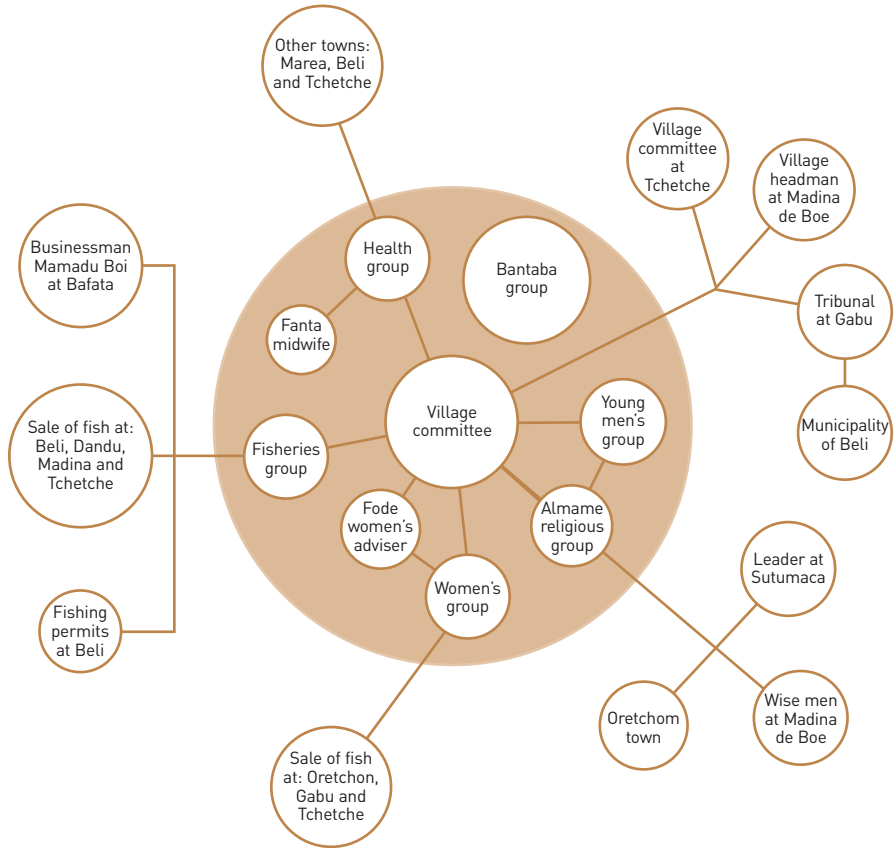 Other towns:
Marea, Beli
and Tchetche
Village
committee
at
Tchetche
Village
headman
at Madina
de Boe
Businessman
Mamadu Boi
at Bafata
Health
group
Bantaba
group
Tribunal
at Gabu
Fanta
midwife
Village
committee
Young
men's
group
Municipality
of Beli
Sale of fish at:
Beli, Dandu,
Madina and
Tchetche
Fisheries
group
Fode
women's
adviser
Almame
religious
group
Women's
group
Leader at
Sutumaca
Fishing
permits
at Beli
Oretchom
town
Wise men
at Madina
de Boe
Sale of fish
at: Oretchon,
Gabu and
Tchetche